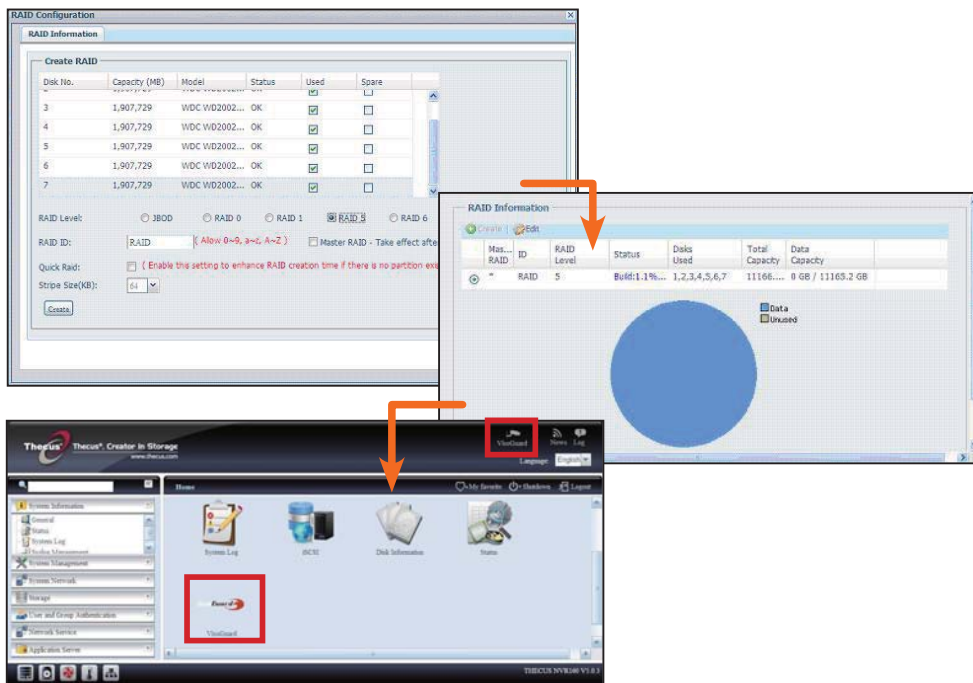 RAID Configuration
RAID Information
Create RAID
Disk No. Capacity (MB) Model Status Used Spare
3 1,907,729 WDC WD2002... OK
4 1,907,729 WDC WD2002... OK
5 1,907,729 WDC WD2002... OK
6 1,907,729 WDC WD2002... OK
7 1,907,729 WDC WD2002... OK
RAID Level: JBOD RAID 0 RAID 1 RAID 5 RAID 6
RAID ID: RAID ( Allow 0~9, a~z, A~Z ) Master RAID - Take effect after
Quick Raid: ( Enable this setting to enhance RAID creation time if there is no partition exis
Stripe Size(KB): 64
Create
RAID Information
Create Edit
Mas... RAID ID RAID Level Status Disks Used Total Capacity Data Capacity
* RAID 5 Build:1.1%... 1,2,3,4,5,6,7 11166.... 0 GB / 11165.2 GB
Data
Unused
Thecus Thecus®, Creator in Storage
www.thecus.com
VisoGuard News Log
Language English
Home My favorite Shutdown Logout
System Information
General
Status
System Log
System Management
System Network
Storage
User and Group Authentication
Network Service
Application Server
System Log iSCSI Disk Information Status
VisoGuard
THECUS